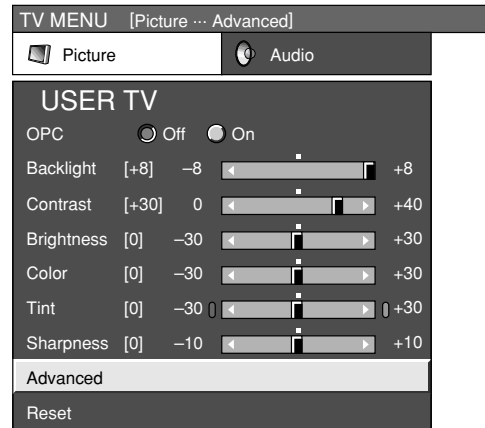 TV MENU [Picture ··· Advanced]
Picture Audio
USER TV
OPC Off On
Backlight [+8] –8 +8
Contrast [+30] 0 +40
Brightness [0] –30 +30
Color [0] –30 +30
Tint [0] –30 +30
Sharpness [0] –10 +10
Advanced
Reset